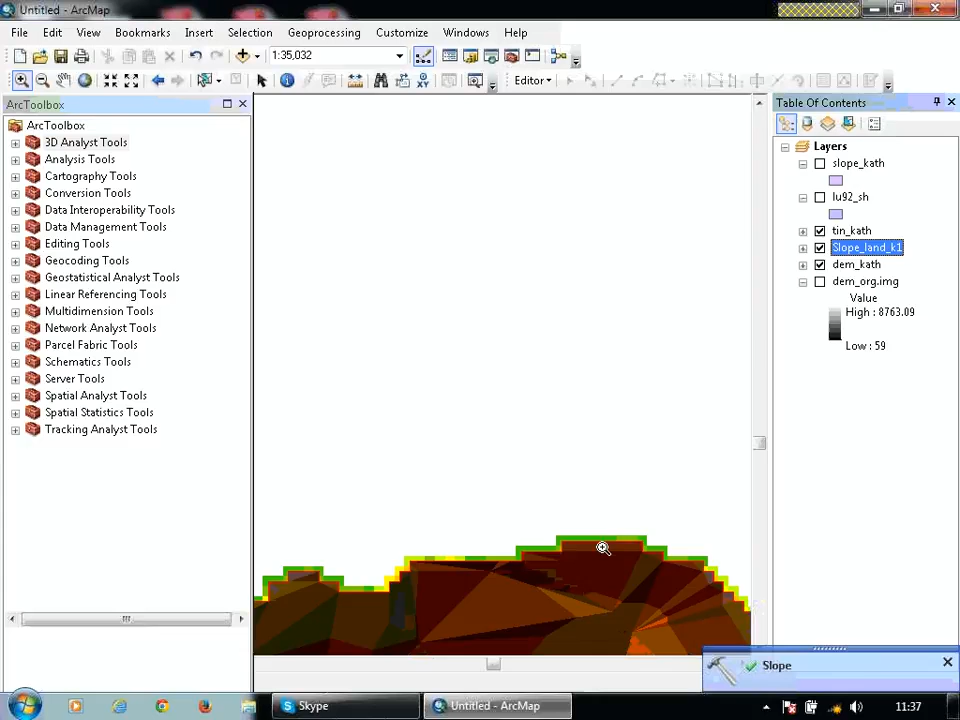 Untitled - ArcMap
File Edit View Bookmarks Insert Selection Geoprocessing Customize Windows Help
1:35,032
Editor
ArcToolbox
ArcToolbox
3D Analyst Tools
Analysis Tools
Cartography Tools
Conversion Tools
Data Interoperability Tools
Data Management Tools
Editing Tools
Geocoding Tools
Geostatistical Analyst Tools
Linear Referencing Tools
Multidimension Tools
Network Analyst Tools
Parcel Fabric Tools
Schematics Tools
Server Tools
Spatial Analyst Tools
Spatial Statistics Tools
Tracking Analyst Tools
Table Of Contents
Layers
slope_kath
lu92_sh
tin_kath
Slope_land_k1
dem_kath
dem_org.img
Value
High : 8763.09
Low : 59
Slope
Skype
Untitled - ArcMap
11:37